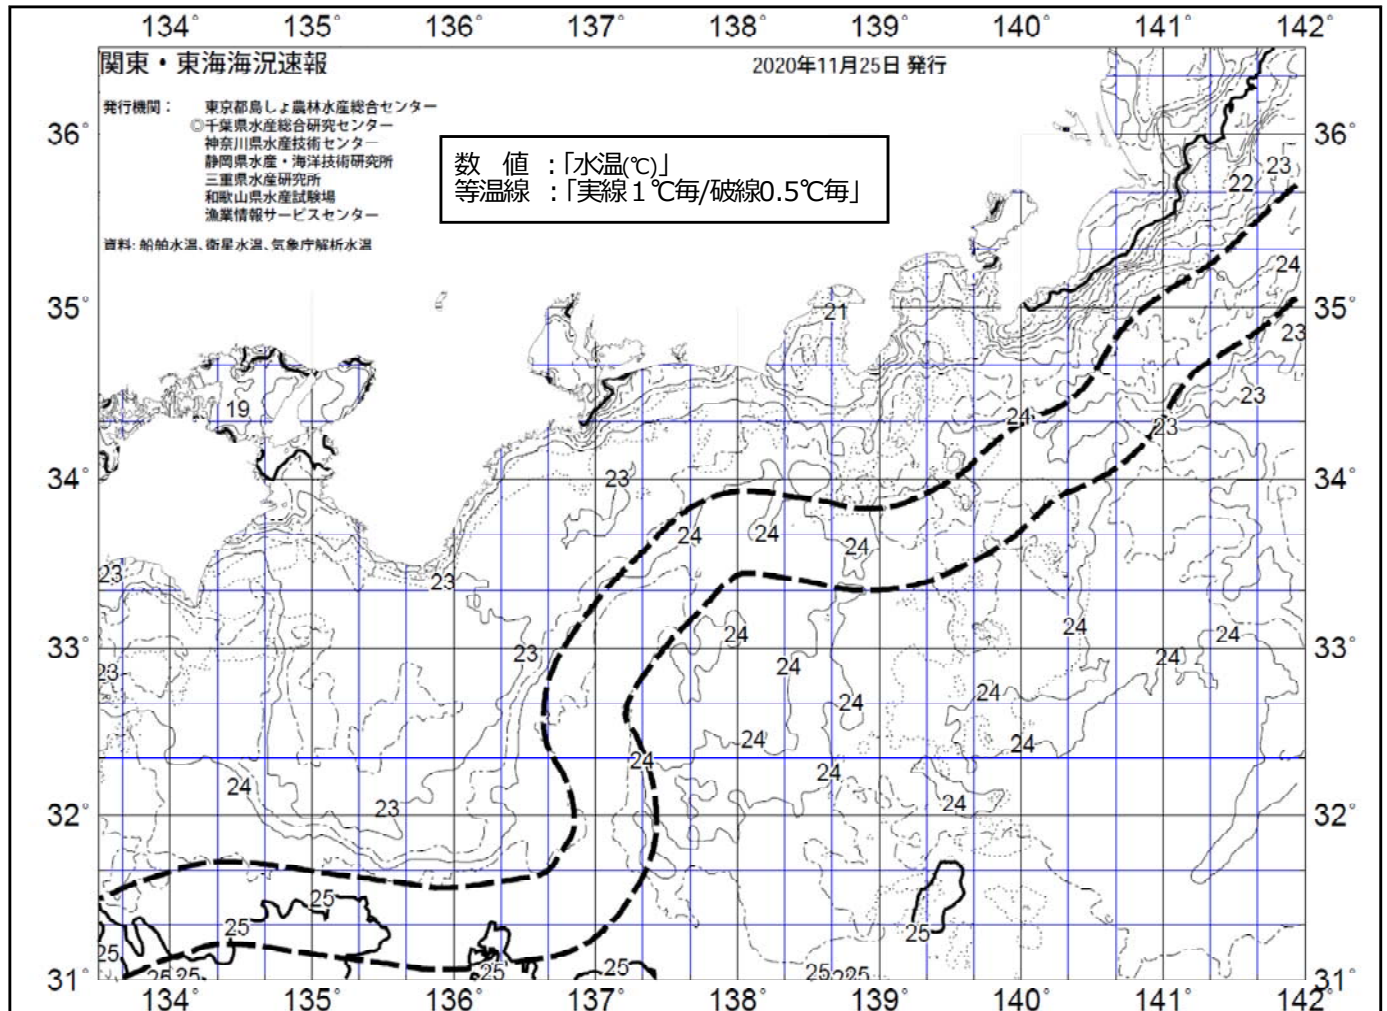 134° 135° 136° 137° 138° 139° 140° 141° 142°
関東・東海海況速報
2020年11月25日 発行
発行機関： 東京都島しょ農林水産総合センター
◎千葉県水産総合研究センター
神奈川県水産技術センター
静岡県水産・海洋技術研究所
三重県水産研究所
和歌山県水産試験場
漁業情報サービスセンター
資料: 船舶水温、衛星水温、気象庁解析水温
数 値 ：「水温(℃)」
等温線 ：「実線１℃毎/破線0.5℃毎」
36° 36°
23
22
24
35° 21 35°
23
23
19
24 23
34° 23 34°
24 24 24
23 23
24 24 24
33° 23 33°
23 24 24
24 24
24 24
24 24
24 24
32° 23 32°
25
25 25
25 25 25 25 25 25 25
31° 31°
134° 135° 136° 137° 138° 139° 140° 141° 142°